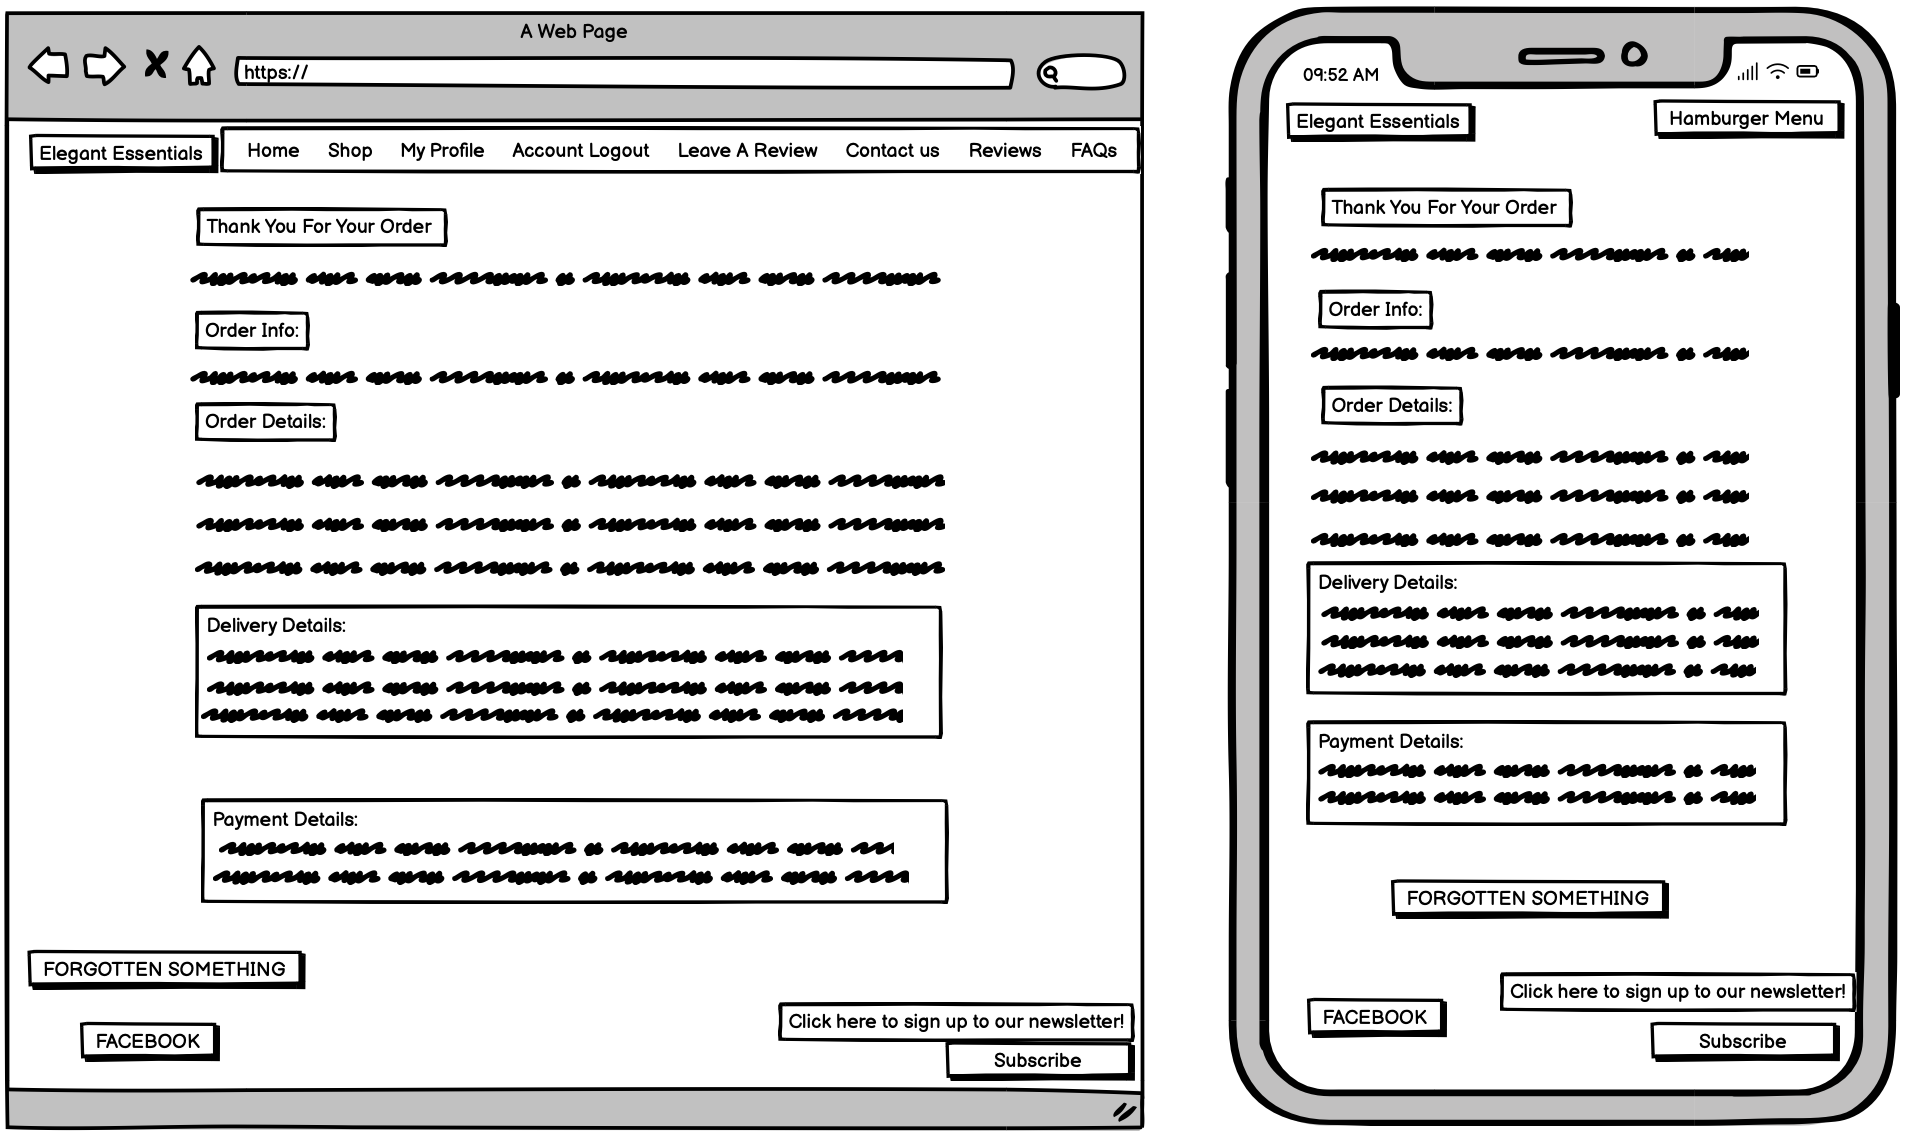 A Web Page
https://
Elegant Essentials
Home Shop My Profile Account Logout Leave A Review Contact us Reviews FAQs
Thank You For Your Order
Order Info:
Order Details:
Delivery Details:
Payment Details:
FORGOTTEN SOMETHING
FACEBOOK
Click here to sign up to our newsletter!
Subscribe
09:52 AM
Elegant Essentials
Hamburger Menu
Thank You For Your Order
Order Info:
Order Details:
Delivery Details:
Payment Details:
FORGOTTEN SOMETHING
FACEBOOK
Click here to sign up to our newsletter!
Subscribe